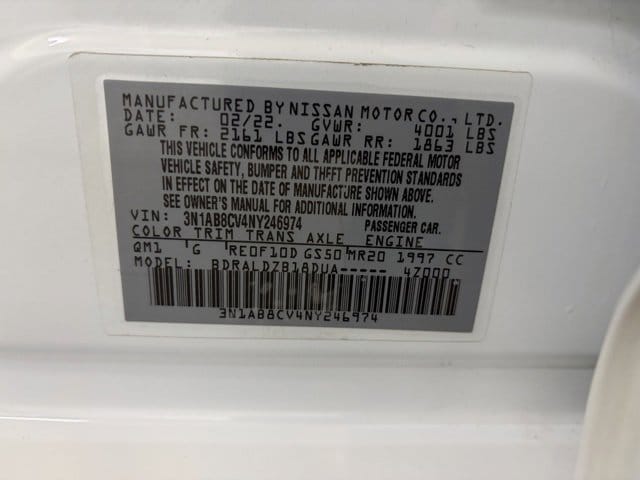 MANUFACTURED BY NISSAN MOTOR CO., LTD.
DATE: 02/22. GVWR: 4001 LBS
GAWR FR: 2161 LBS GAWR RR: 1863 LBS
THIS VEHICLE CONFORMS TO ALL APPLICABLE FEDERAL MOTOR
VEHICLE SAFETY, BUMPER AND THEFT PREVENTION STANDARDS
IN EFFECT ON THE DATE OF MANUFACTURE SHOWN ABOVE.
SEE OWNER'S MANUAL FOR ADDITIONAL INFORMATION.
VIN: 3N1AB8CV4NY246974 PASSENGER CAR.
COLOR TRIM TRANS AXLE ENGINE
QM1 G RE0F10D GS50 MR20 1997 CC
MODEL: BDRALDZB18DUA----- 4Z000
3N1AB8CV4NY246974